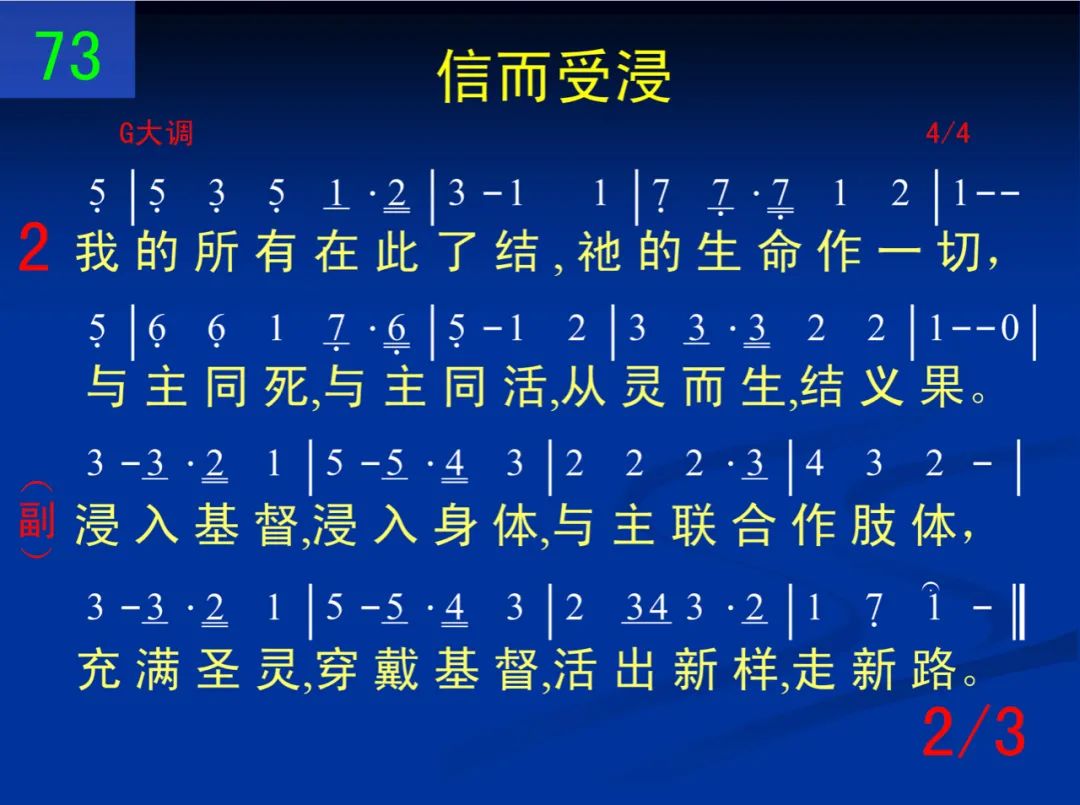 73
信而受浸
G大调 4/4
5̣ | 5̣ 3̣ 5̣ 1 · 2 | 3 - 1 1 | 7̣ 7̣ · 7̣ 1 2 | 1 - -
2 我的所有在此了结,祂的生命作一切,
5̣ | 6̣ 6̣ 1 7̣ · 6̣ | 5̣ - 1 2 | 3 3 · 3 2 2 | 1 - - 0 |
与主同死,与主同活,从灵而生,结义果。
3 - 3 · 2 1 | 5 - 5 · 4 3 | 2 2 2 · 3 | 4 3 2 - |
(副) 浸入基督,浸入身体,与主联合作肢体,
3 - 3 · 2 1 | 5 - 5 · 4 3 | 2 34 3 · 2 | 1 7̣ 1 - ‖
充满圣灵,穿戴基督,活出新样,走新路。
2/3